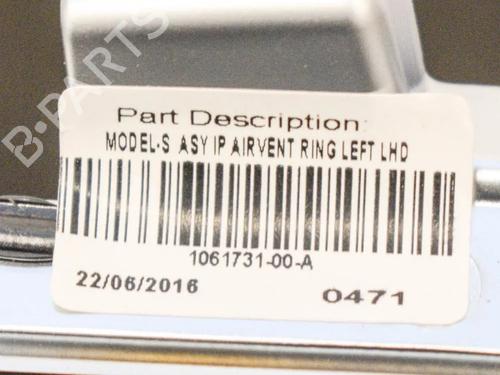 B-PARTS
Part Description:
MODEL-S ASY IP AIRVENT RING LEFT LHD
1061731-00-A
22/06/2016 0471